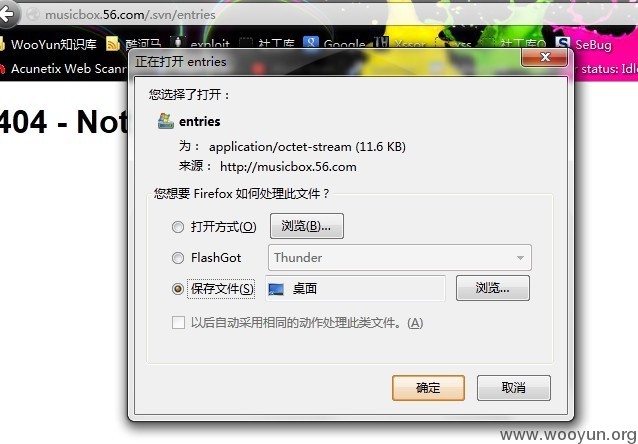 musicbox.56.com/.svn/entries
WooYun知识库 酷河马 exploit 社工库 Google Xssor xss 社工库Q SeBug
Acunetix Web Scann
r status: Idle
正在打开 entries
404 - Not
您选择了打开：
entries
为： application/octet-stream (11.6 KB)
来源： http://musicbox.56.com
您想要 Firefox 如何处理此文件？
打开方式(O) 浏览(B)...
FlashGot Thunder
保存文件(S) 桌面 浏览...
以后自动采用相同的动作处理此类文件。(A)
确定 取消
www.wooyun.org